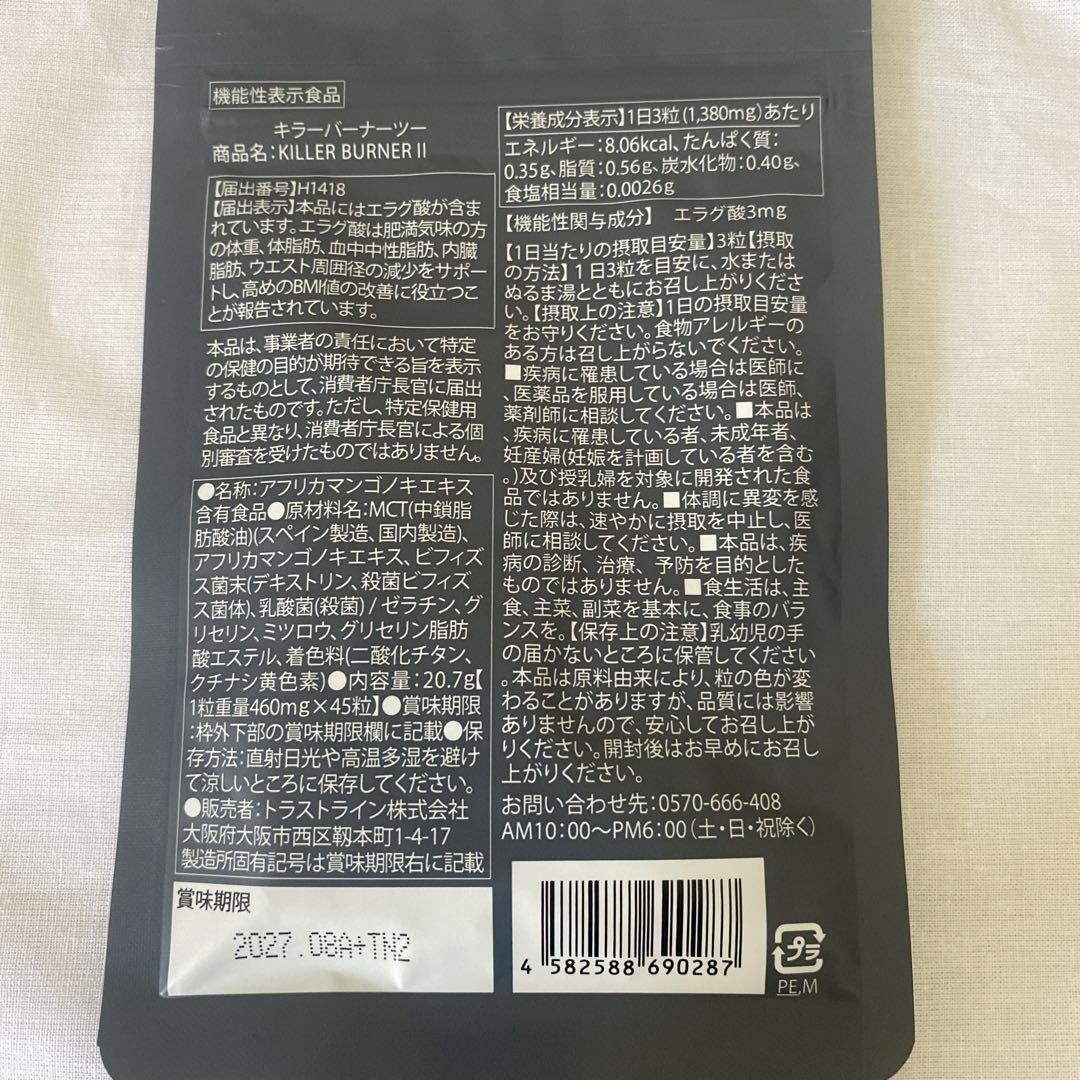 機能性表示食品
キラーバーナーツー
商品名:KILLER BURNER II
【届出番号】H1418
【届出表示】本品にはエラグ酸が含ま
れています。エラグ酸は肥満気味の方
の体重、体脂肪、血中中性脂肪、内臓
脂肪、ウエスト周囲径の減少をサポー
トし、高めのBMI値の改善に役立つこ
とが報告されています。
本品は、事業者の責任において特定
の保健の目的が期待できる旨を表示
するものとして、消費者庁長官に届出
されたものです。ただし、特定保健用
食品と異なり、消費者庁長官による個
別審査を受けたものではありません。
●名称:アフリカマンゴノキエキス
含有食品●原材料名:MCT(中鎖脂
肪酸油)(スペイン製造、国内製造)、
アフリカマンゴノキエキス、ビフィズ
ス菌末(デキストリン、殺菌ビフィズ
ス菌体)、乳酸菌(殺菌) / ゼラチン、グ
リセリン、ミツロウ、グリセリン脂肪
酸エステル、着色料(二酸化チタン、
クチナシ黄色素)●内容量:20.7g【
1粒重量460mg×45粒】●賞味期限
:枠外下部の賞味期限欄に記載●保
存方法:直射日光や高温多湿を避け
て涼しいところに保存してください。
●販売者:トラストライン株式会社
大阪府大阪市西区靱本町1-4-17
製造所固有記号は賞味期限右に記載
賞味期限
2027.08A+TN2
【栄養成分表示】1日3粒(1,380mg)あたり
エネルギー:8.06kcal、たんぱく質:
0.35g、脂質:0.56g、炭水化物:0.40g、
食塩相当量:0.0026g
【機能性関与成分】 エラグ酸3mg
【1日当たりの摂取目安量】3粒【摂取
の方法】1日3粒を目安に、水または
ぬるま湯とともにお召し上がりくださ
い。【摂取上の注意】1日の摂取目安量
をお守りください。食物アレルギーの
ある方は召し上がらないでください。
■疾病に罹患している場合は医師に
、医薬品を服用している場合は医師、
薬剤師に相談してください。■本品は
、疾病に罹患している者、未成年者、
妊産婦(妊娠を計画している者を含む
。)及び授乳婦を対象に開発された食
品ではありません。■体調に異変を感
じた際は、速やかに摂取を中止し、医
師に相談してください。■本品は、疾
病の診断、治療、予防を目的とした
ものではありません。■食生活は、主
食、主菜、副菜を基本に、食事のバラ
ンスを。【保存上の注意】乳幼児の手
の届かないところに保管してください
。本品は原料由来により、粒の色が変
わることがありますが、品質には影響
ありませんので、安心してお召し上が
りください。開封後はお早めにお召し
上がりください。
お問い合わせ先:0570-666-408
AM10:00〜PM6:00(土・日・祝除く)
4 582588 690287
プラ
PE,M